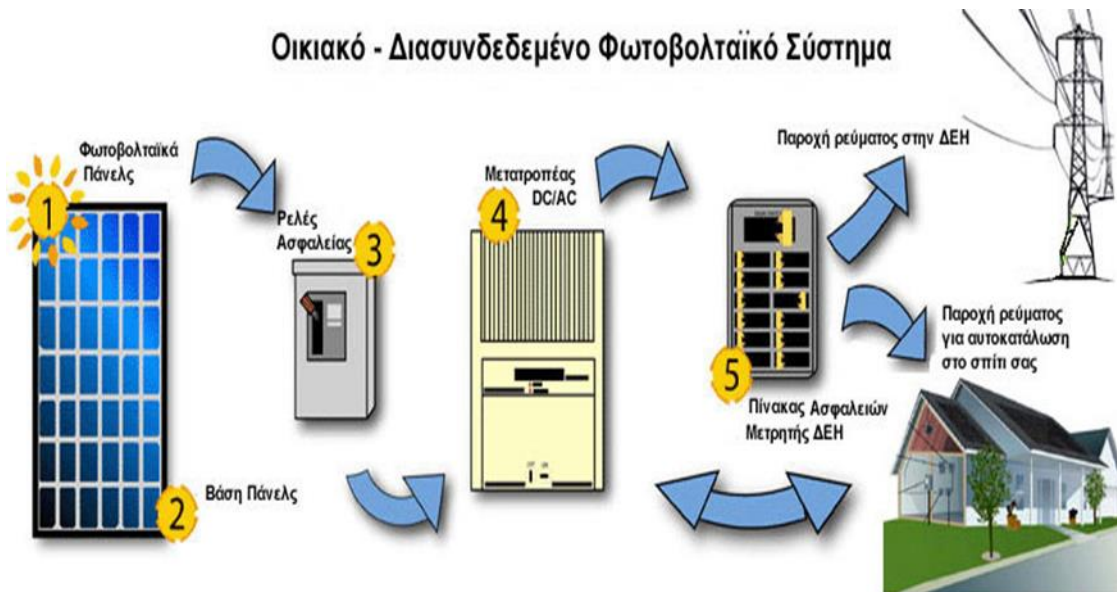 Οικιακό - Διασυνδεδεμένο Φωτοβολταϊκό Σύστημα
Φωτοβολταϊκά
Πάνελς
1
Ρελές
Ασφαλείας
3
Μετατροπέας
DC/AC
4
Παροχή ρεύματος στην ΔΕΗ
Παροχή ρεύματος
για αυτοκατάλωση
στο σπίτι σας
5
Πίνακας Ασφαλειών
Μετρητής ΔΕΗ
Βάση Πάνελς
2